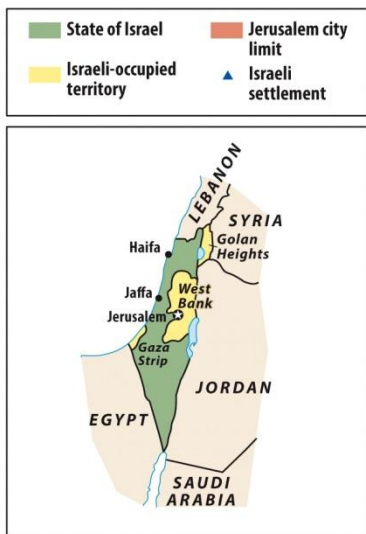 State of Israel
Jerusalem city
limit
Israeli-occupied
territory
Israeli
settlement
LEBANON
SYRIA
Haifa
Golan
Heights
Jaffa
West
Bank
Jerusalem
Gaza
Strip
JORDAN
EGYPT
SAUDI
ARABIA